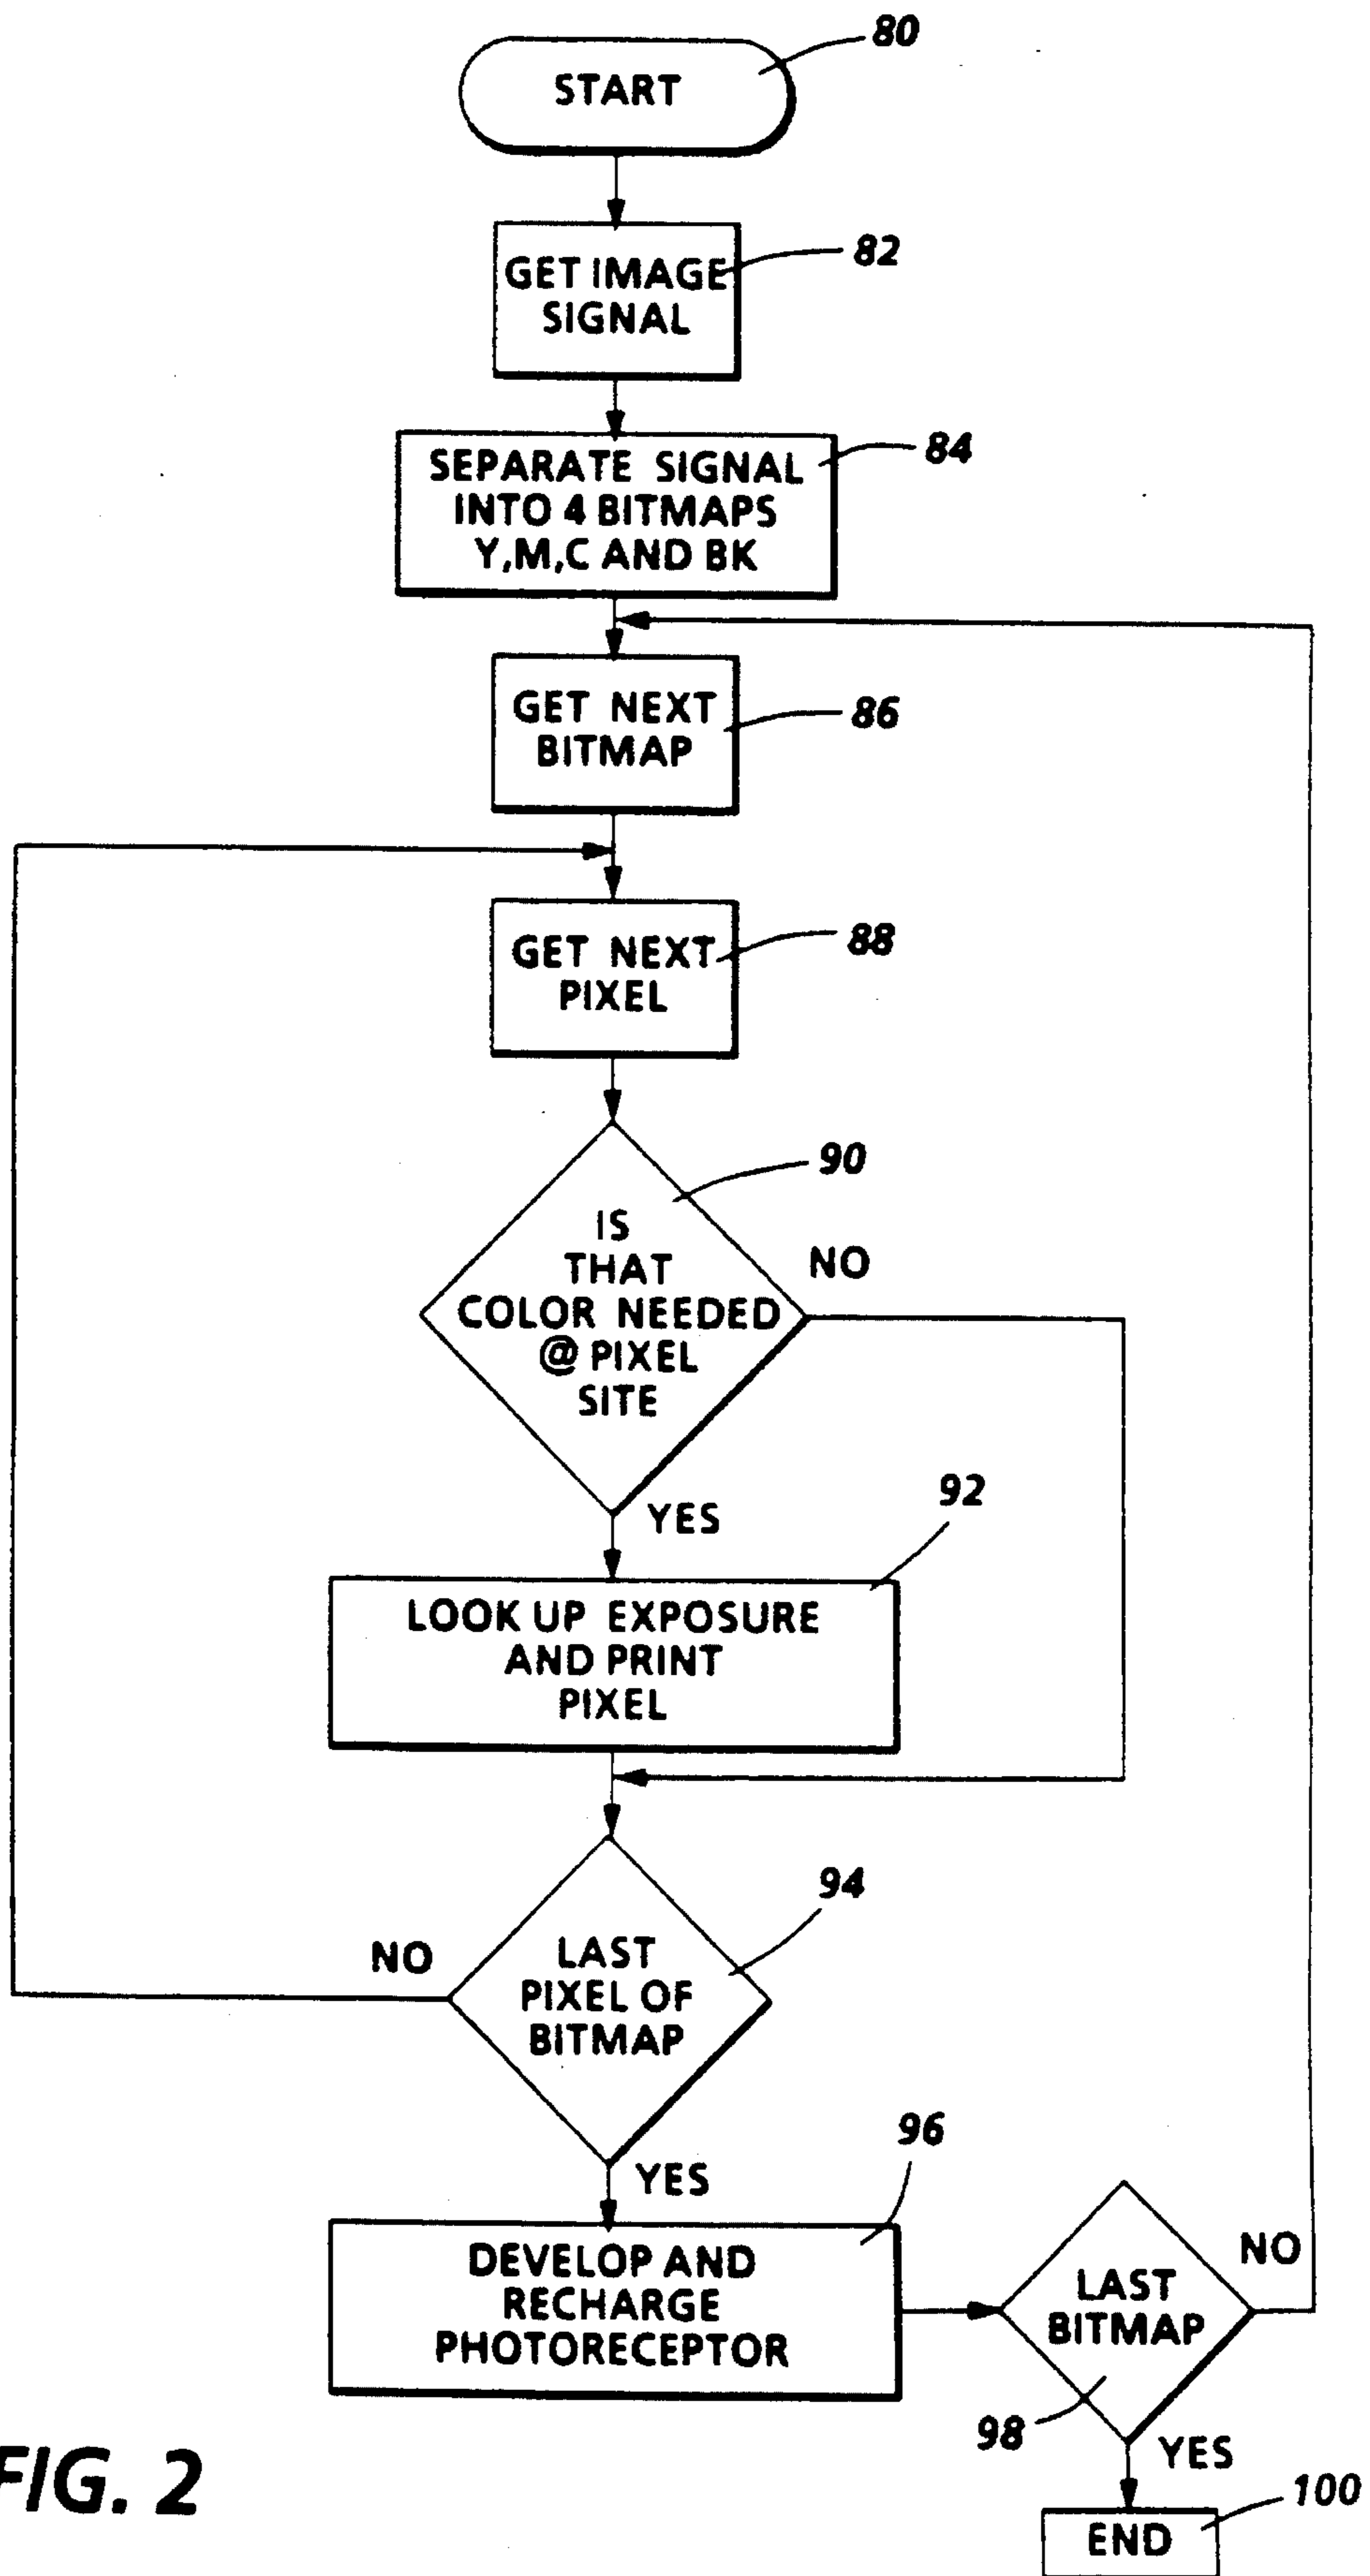 80
START
82
GET IMAGE
SIGNAL
84
SEPARATE SIGNAL
INTO 4 BITMAPS
Y,M,C AND BK
86
GET NEXT
BITMAP
88
GET NEXT
PIXEL
90
IS
THAT
COLOR NEEDED
@ PIXEL
SITE
NO
YES
92
LOOK UP EXPOSURE
AND PRINT
PIXEL
94
LAST
PIXEL OF
BITMAP
NO
YES
96
DEVELOP AND
RECHARGE
PHOTORECEPTOR
LAST
BITMAP
NO
98
YES
100
END
FIG. 2